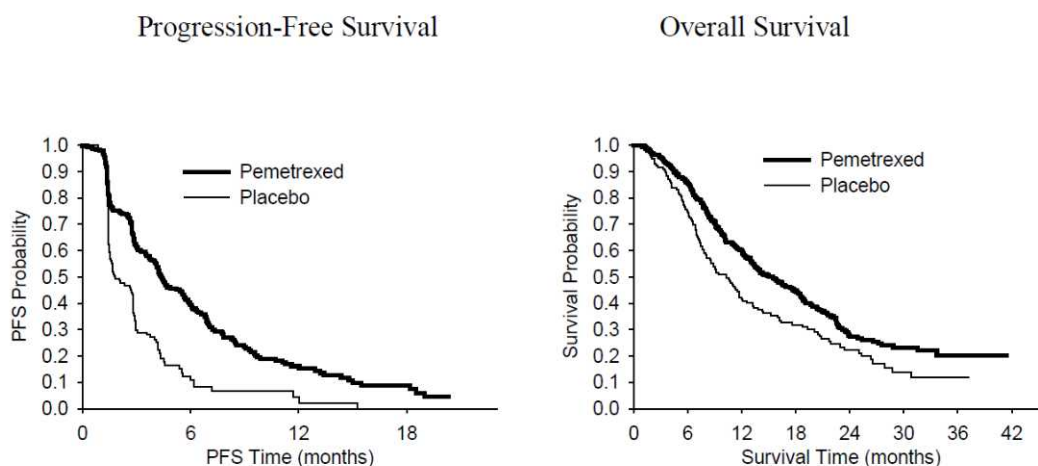 Progression-Free Survival
Overall Survival
PFS Probability
1.0
0.9
0.8
0.7
0.6
0.5
0.4
0.3
0.2
0.1
0.0
Pemetrexed
Placebo
0 6 12 18
PFS Time (months)
Survival Probability
1.0
0.9
0.8
0.7
0.6
0.5
0.4
0.3
0.2
0.1
0.0
Pemetrexed
Placebo
0 6 12 18 24 30 36 42
Survival Time (months)